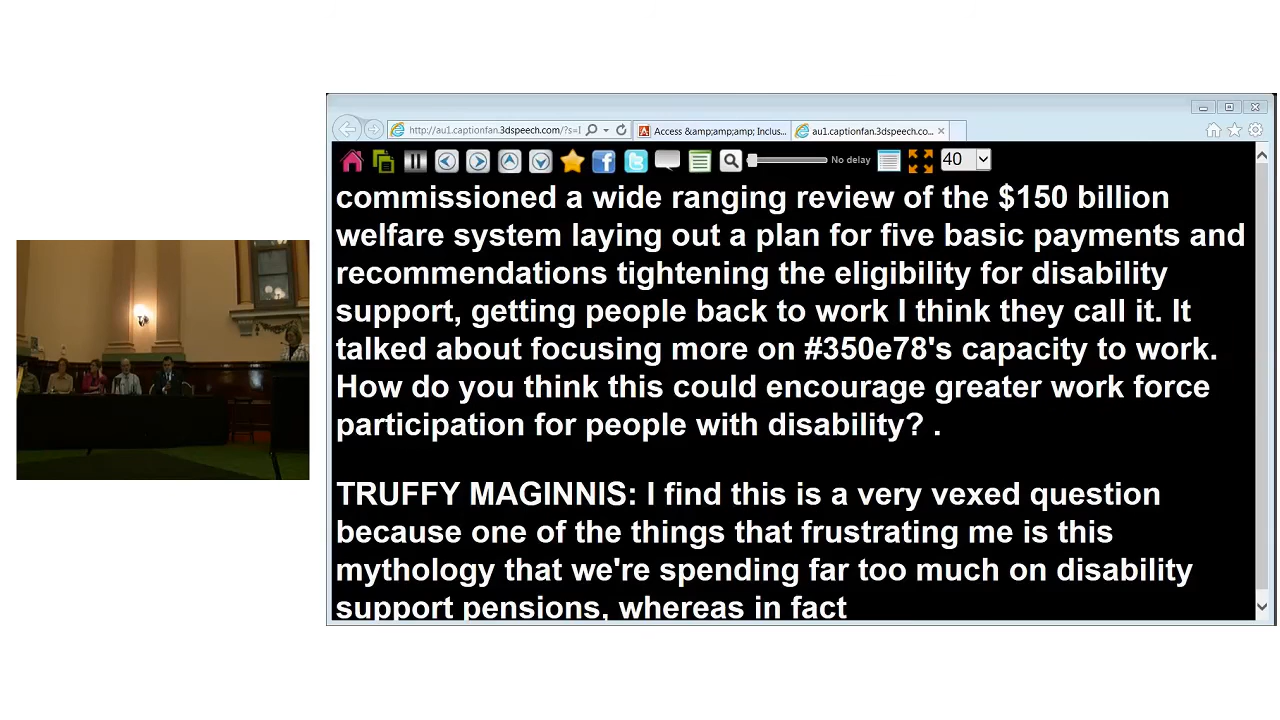 http://au1.captionfan.3dspeech.com/?s=I
Access &amp;amp;amp; Inclus...
au1.captionfan.3dspeech.co...
No delay
40
commissioned a wide ranging review of the $150 billion
welfare system laying out a plan for five basic payments and
recommendations tightening the eligibility for disability
support, getting people back to work I think they call it. It
talked about focusing more on #350e78's capacity to work.
How do you think this could encourage greater work force
participation for people with disability? .
TRUFFY MAGINNIS: I find this is a very vexed question
because one of the things that frustrating me is this
mythology that we're spending far too much on disability
support pensions, whereas in fact